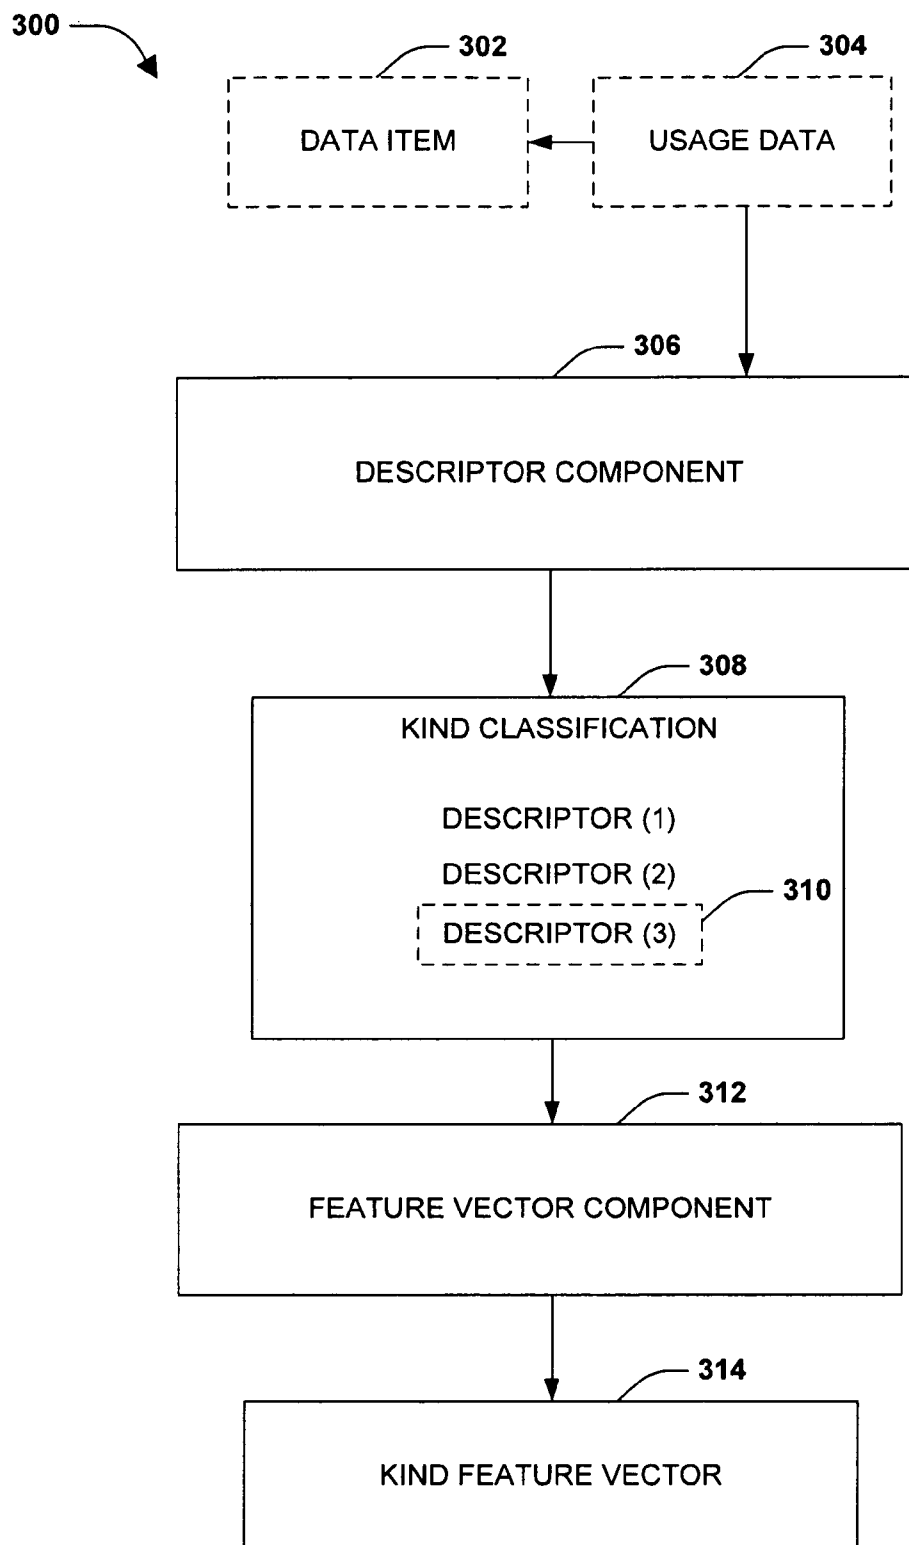 300
302
304
DATA ITEM
USAGE DATA
306
DESCRIPTOR COMPONENT
308
KIND CLASSIFICATION
DESCRIPTOR (1)
DESCRIPTOR (2)
310
DESCRIPTOR (3)
312
FEATURE VECTOR COMPONENT
314
KIND FEATURE VECTOR